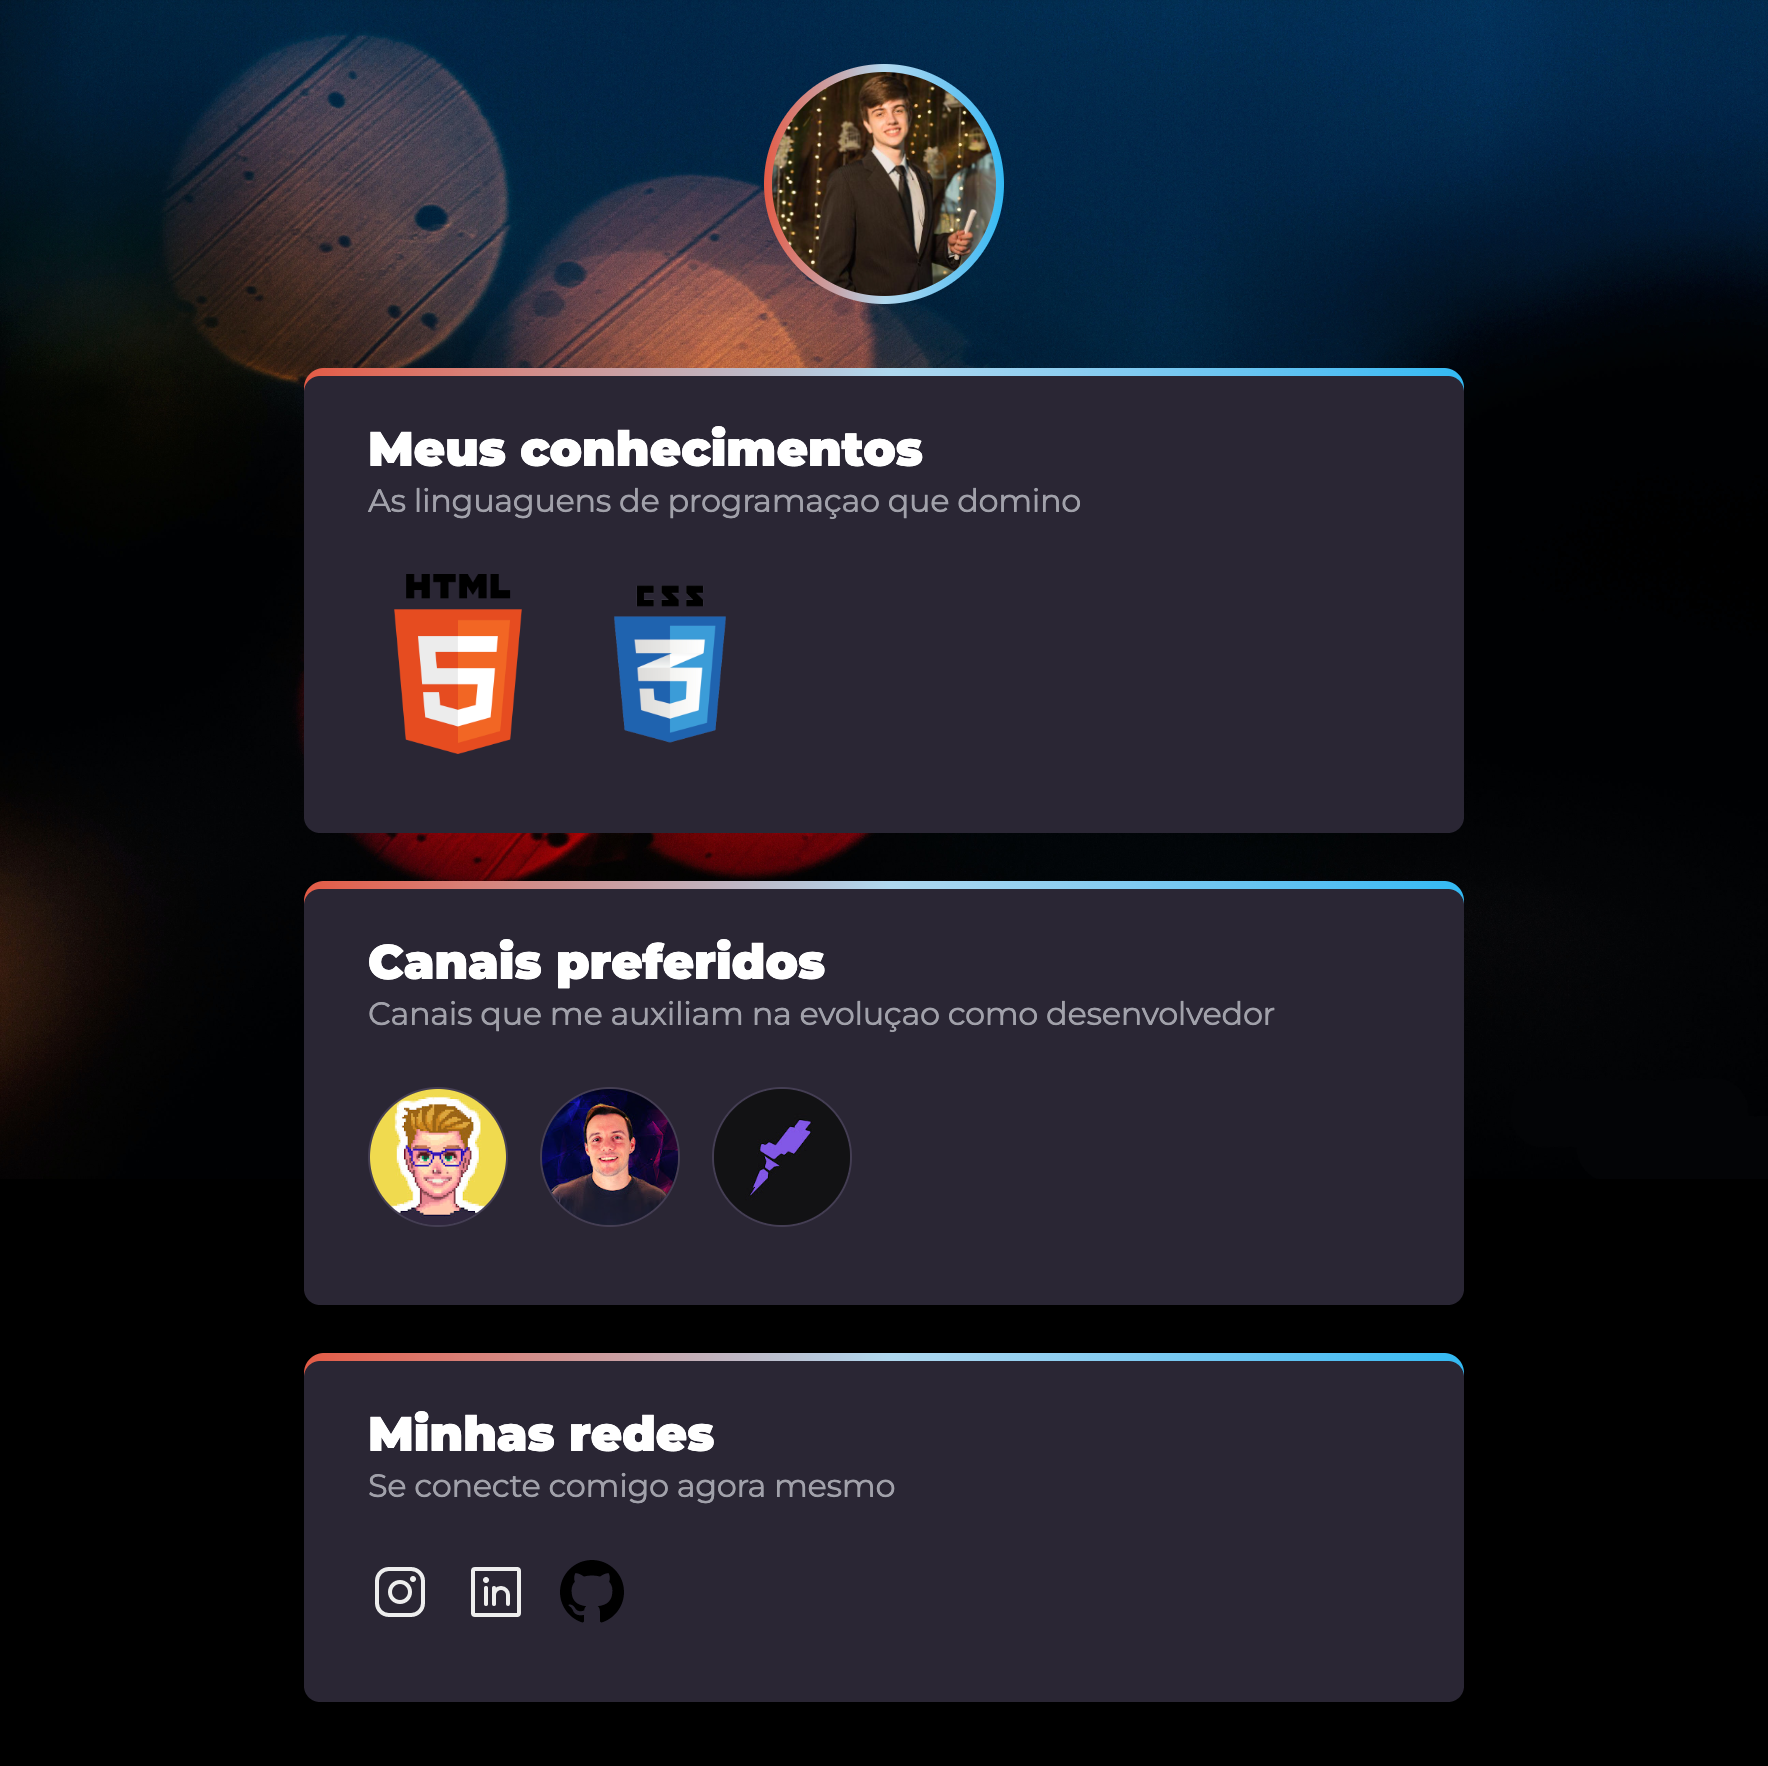 Meus conhecimentos
As linguaguens de programaçao que domino
HTML CSS
5 3
Canais preferidos
Canais que me auxiliam na evoluçao como desenvolvedor
Minhas redes
Se conecte comigo agora mesmo
in